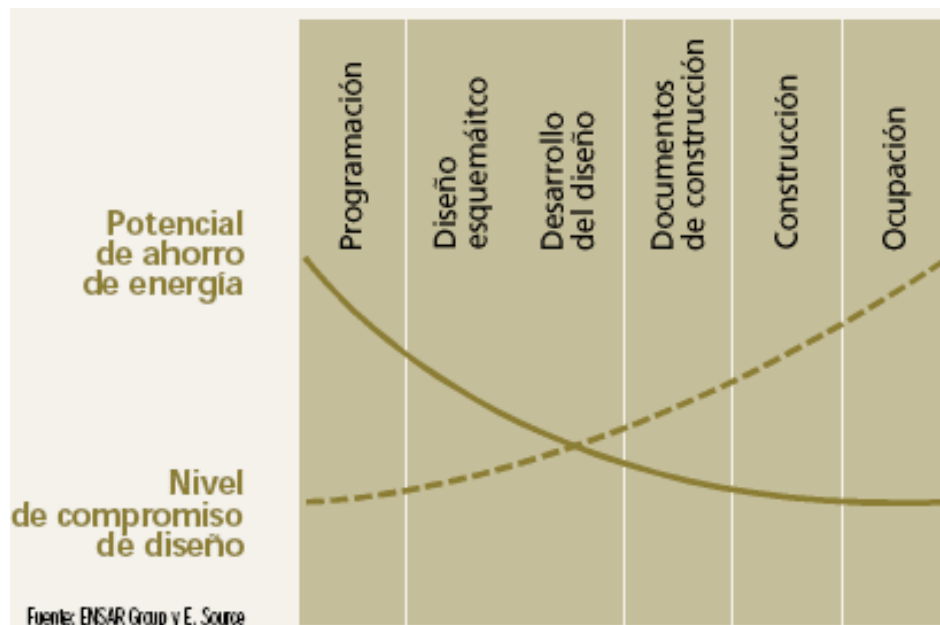 Programación
Diseño
esquemáitco
Desarrollo
del diseño
Documentos
de construcción
Construcción
Ocupación
Potencial
de ahorro
de energía
Nivel
de compromiso
de diseño
Fuente: ENSAR Group y E. Source